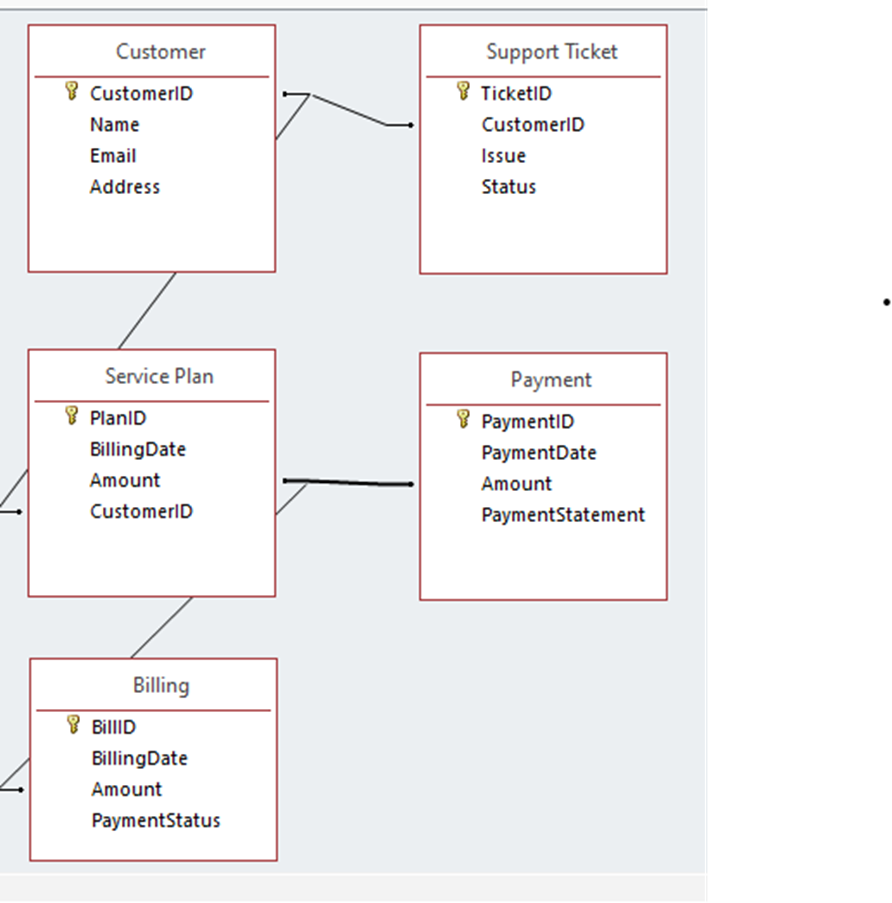 Customer
CustomerID
Name
Email
Address
Support Ticket
TicketID
CustomerID
Issue
Status
Service Plan
PlanID
BillingDate
Amount
CustomerID
Payment
PaymentID
PaymentDate
Amount
PaymentStatement
Billing
BillID
BillingDate
Amount
PaymentStatus